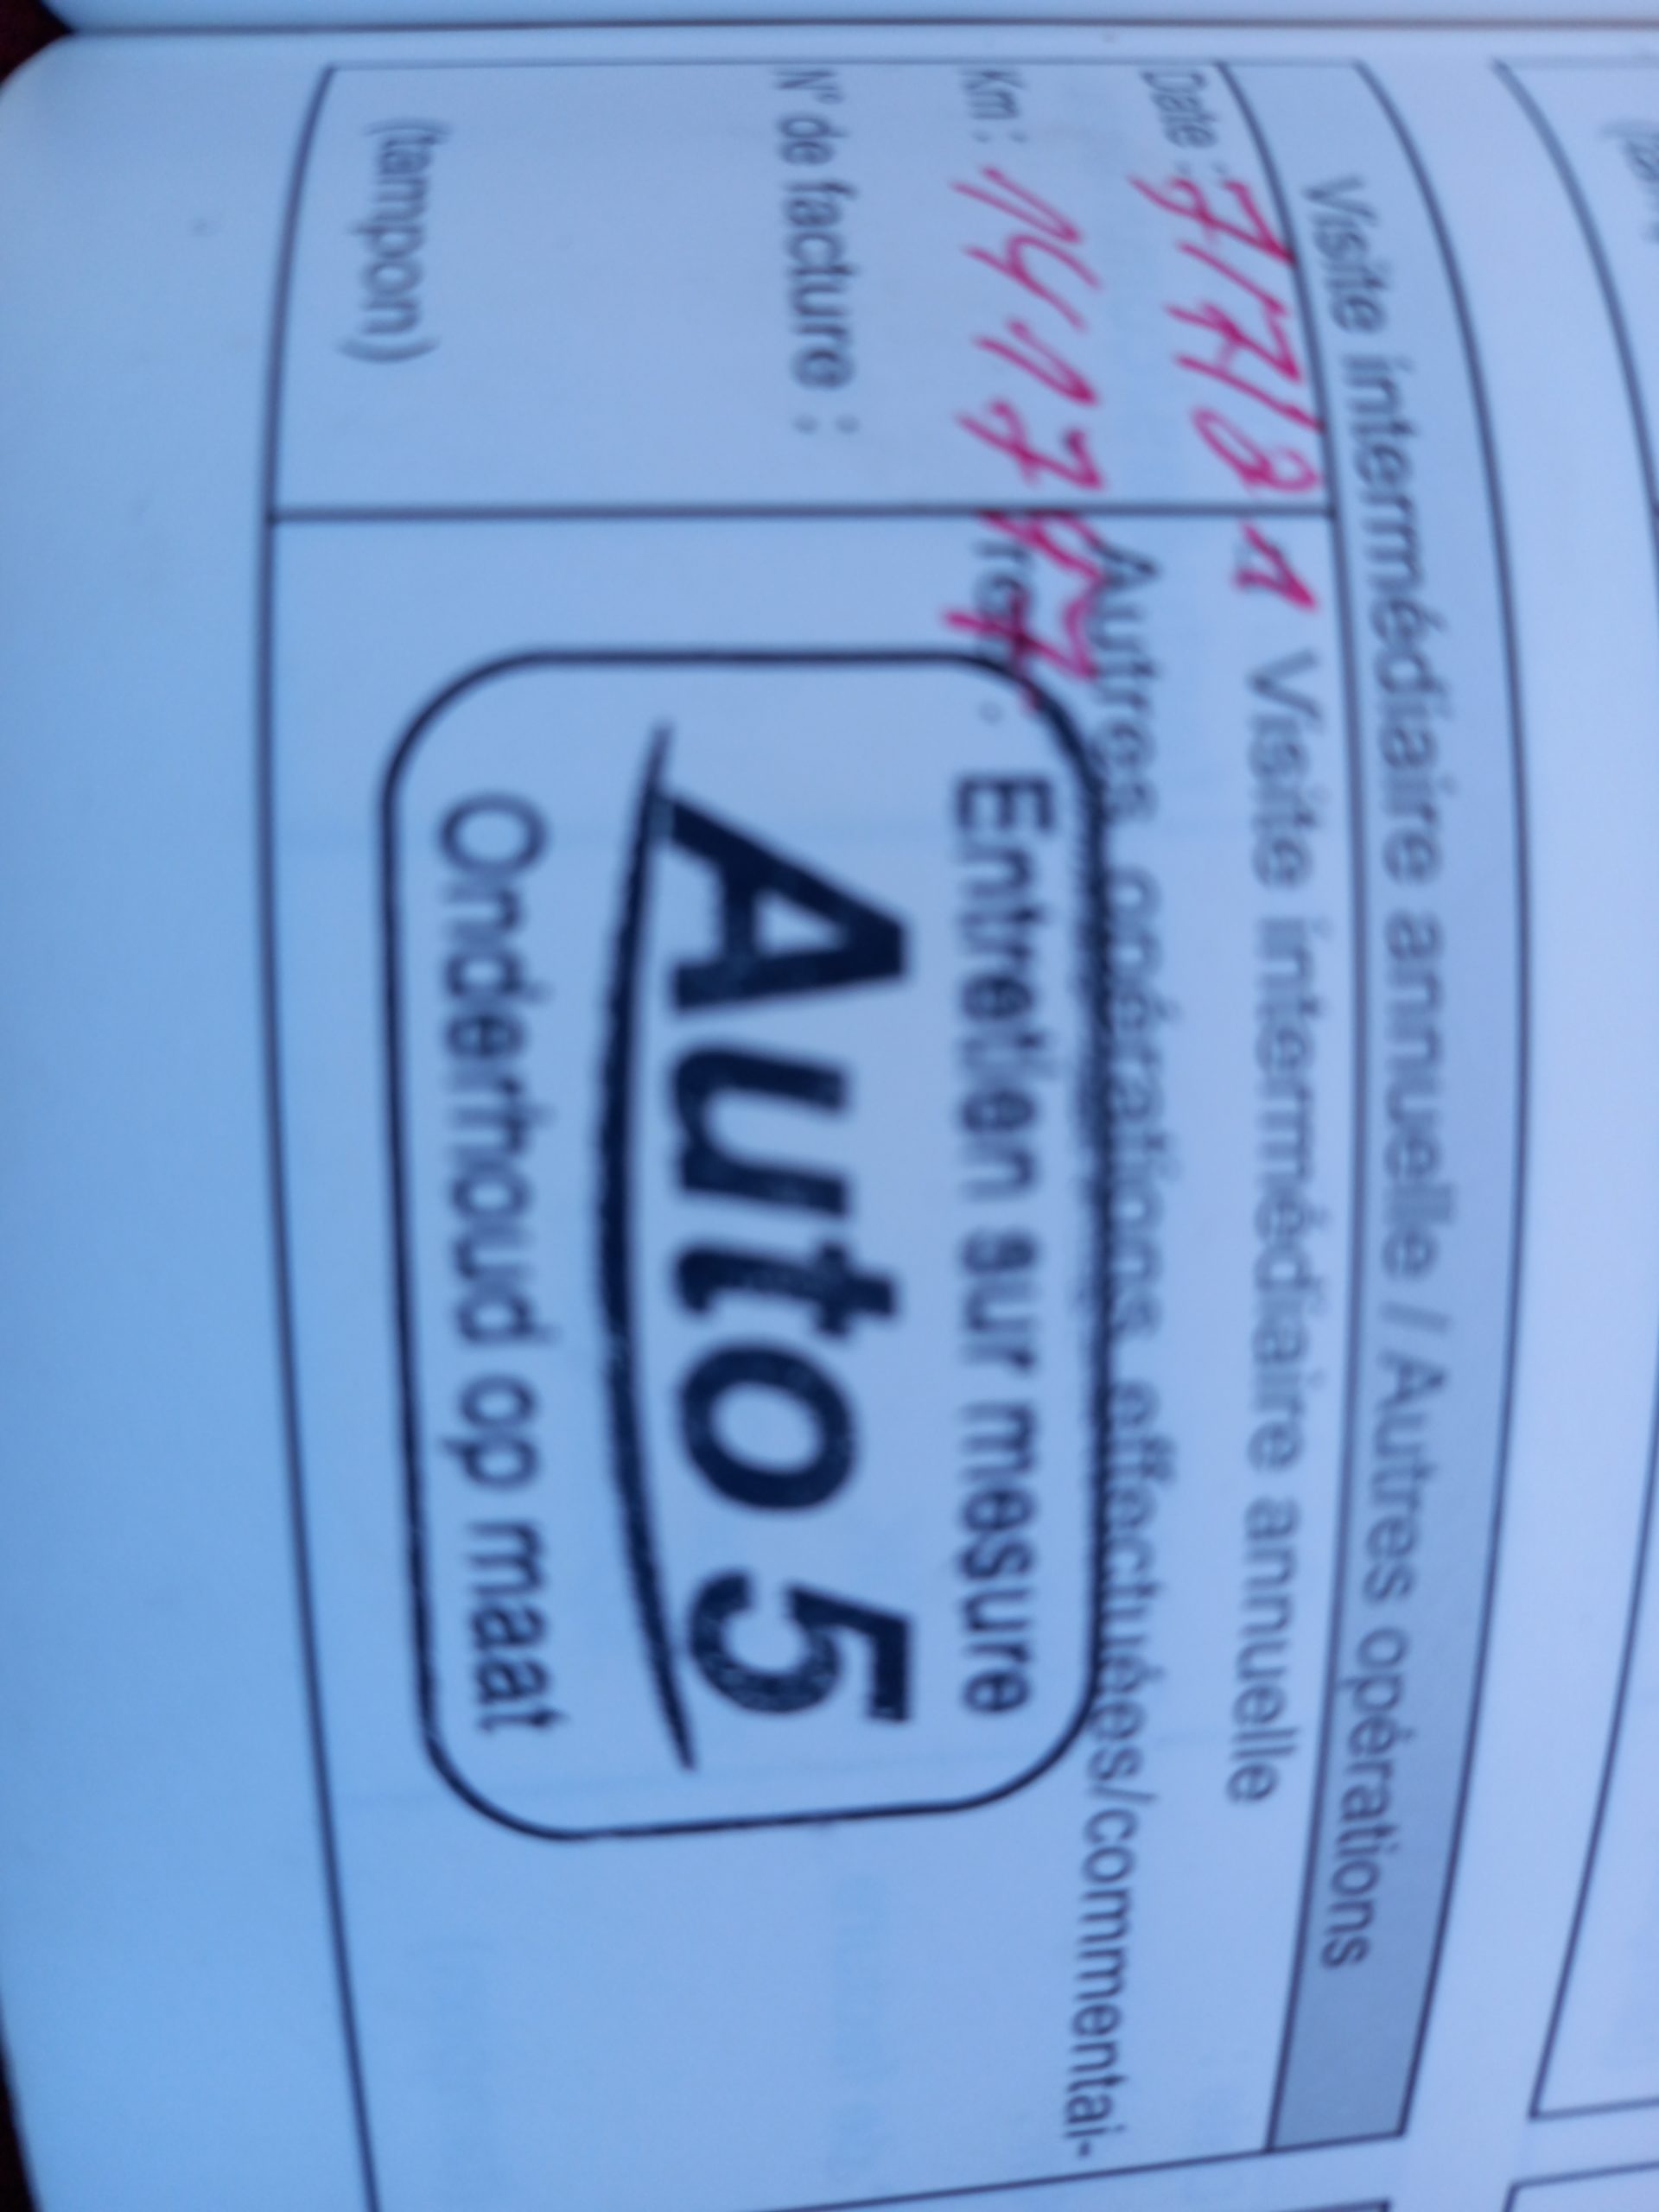 Visite intermédiaire annuelle / Autres opérations
Date : 7/7/21
Visite intermédiaire annuelle
Km :
Autres opérations effectuées/commentai-
N° de facture :
Entretien sur mesure
Auto 5
Onderhoud op maat
(tampon)